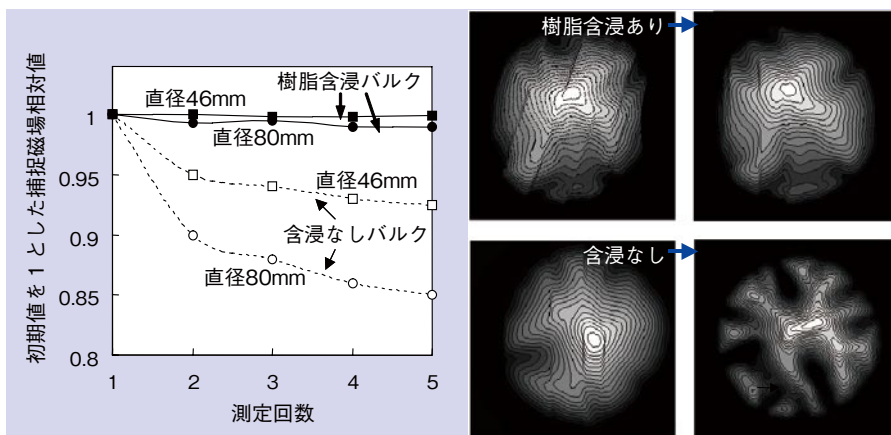 初期値を1とした捕捉磁場相対値
1
0.95
0.9
0.85
0.8
直径46mm
樹脂含浸バルク
直径80mm
直径46mm
含浸なしバルク
直径80mm
1 2 3 4 5
測定回数
樹脂含浸あり
含浸なし